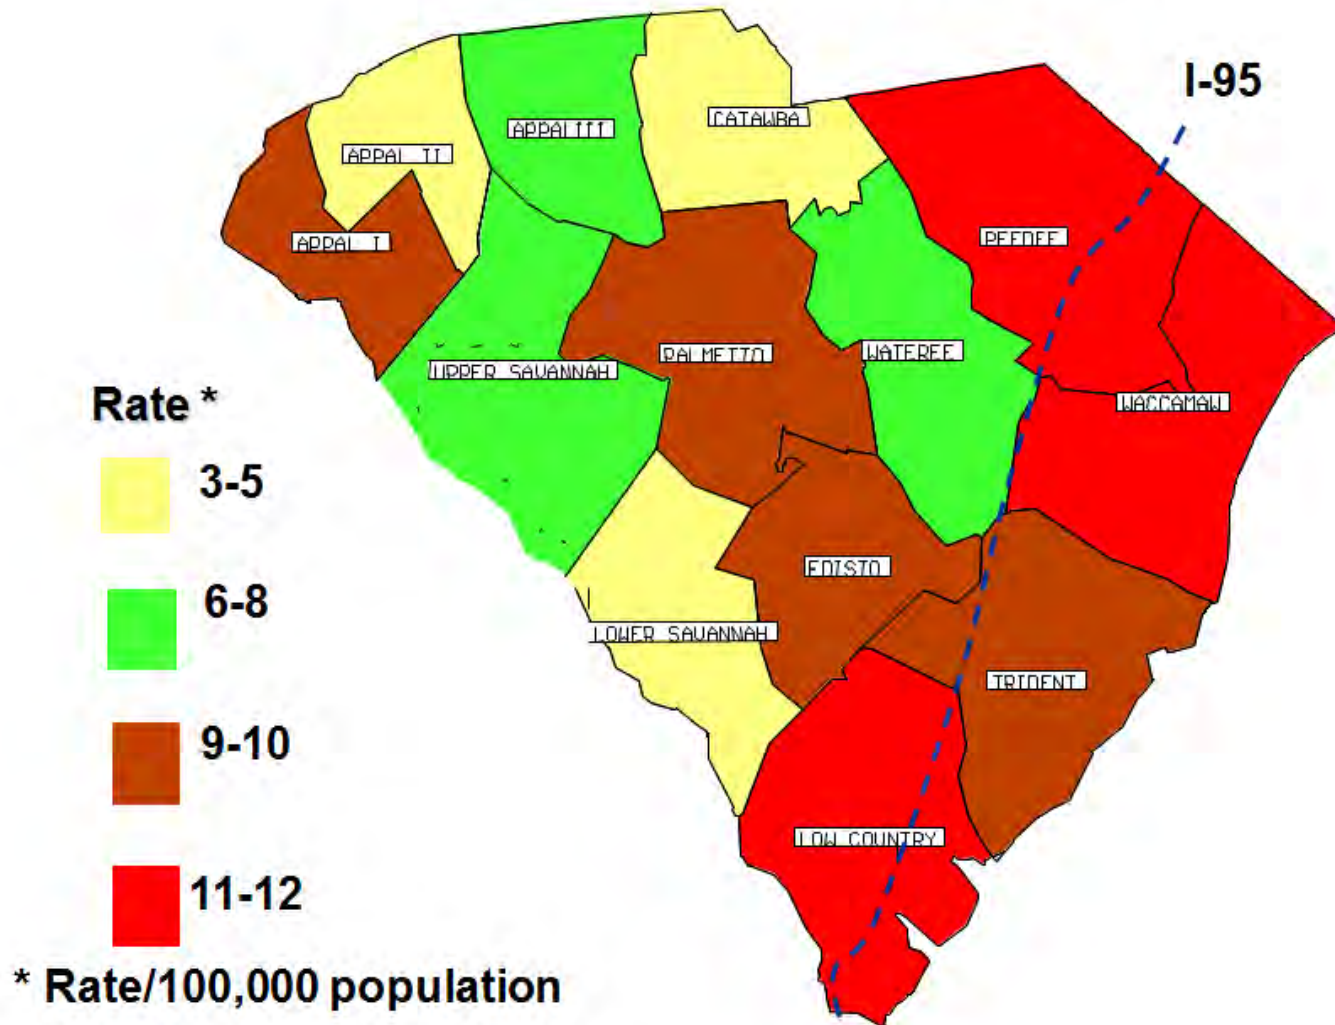 I-95
CATAWBA
APPAL III
APPAL II
PEEDEE
APPAL I
PALMETTO
WATEREE
UPPER SAVANNAH
WACCAMAW
Rate *
3-5
6-8
9-10
11-12
EDISTO
LOWER SAVANNAH
TRIDENT
LOW COUNTRY
* Rate/100,000 population